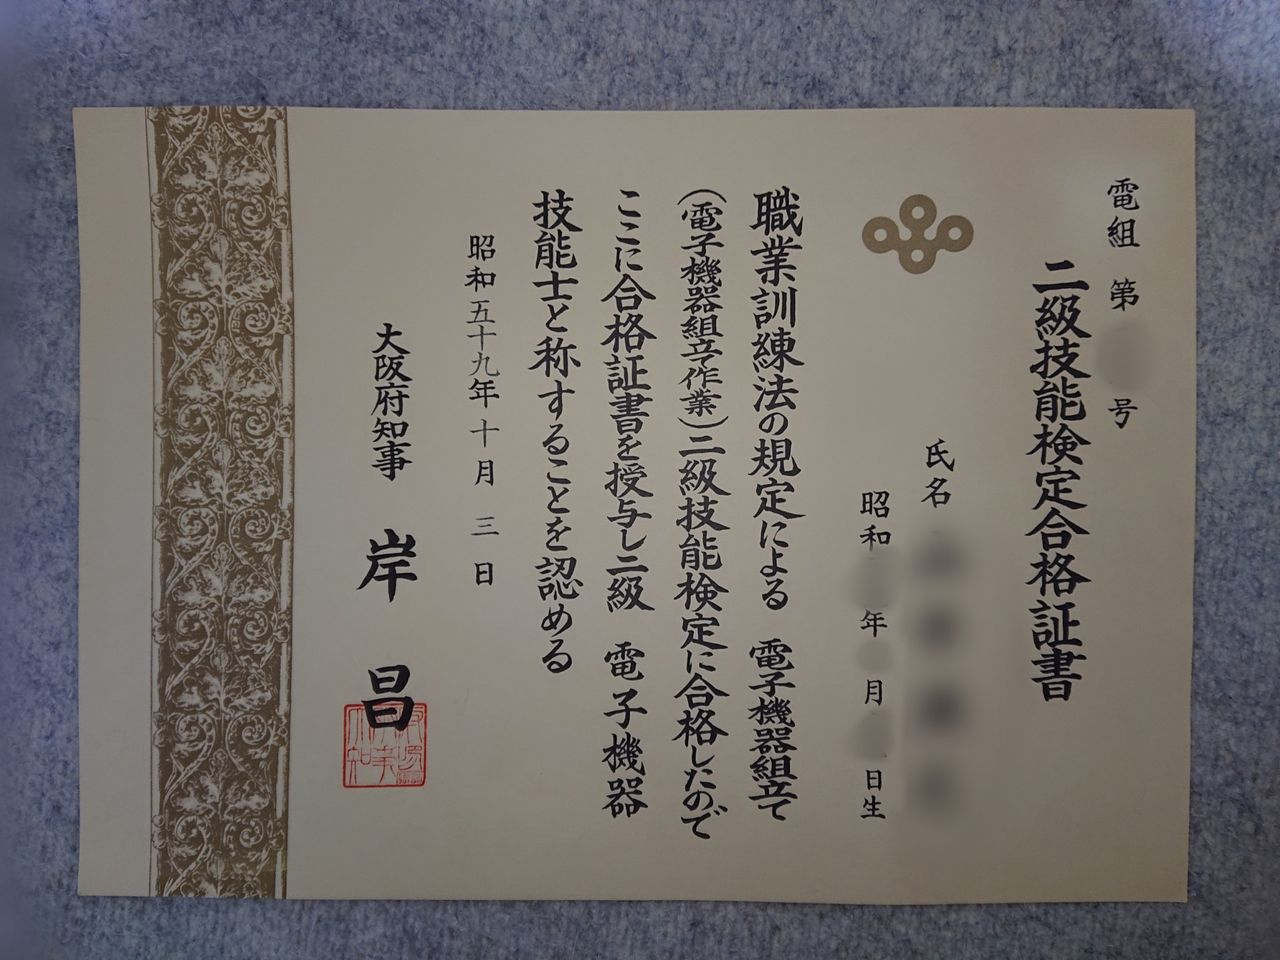 電組 第 号
二級技能検定合格証書
氏名
昭和 年 月 日生
職業訓練法の規定による 電子機器組立て
(電子機器組立て作業)二級技能検定に合格したので
ここに合格証書を授与し二級 電子機器
技能士と称することを認める
昭和五十九年十月 三 日
大阪府知事 岸 昌